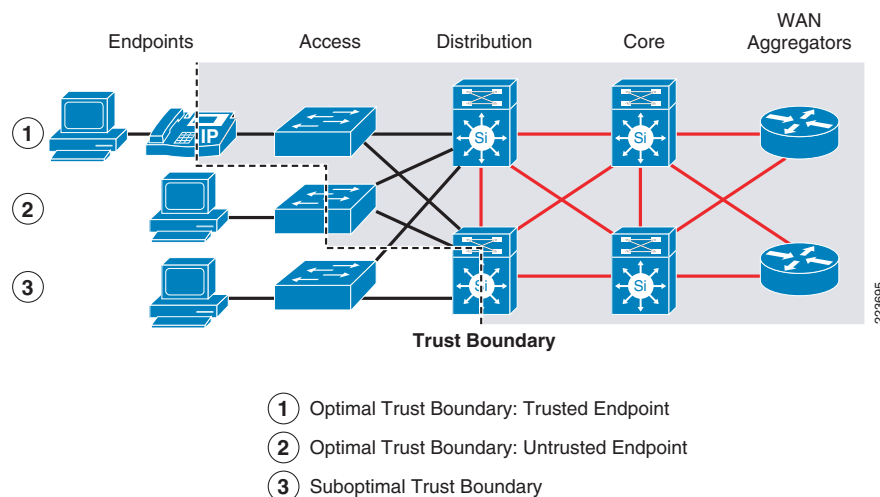 WAN
Endpoints Access Distribution Core Aggregators
1
IP
Si
Si
2
3
Si
Si
Trust Boundary
223695
1 Optimal Trust Boundary: Trusted Endpoint
2 Optimal Trust Boundary: Untrusted Endpoint
3 Suboptimal Trust Boundary